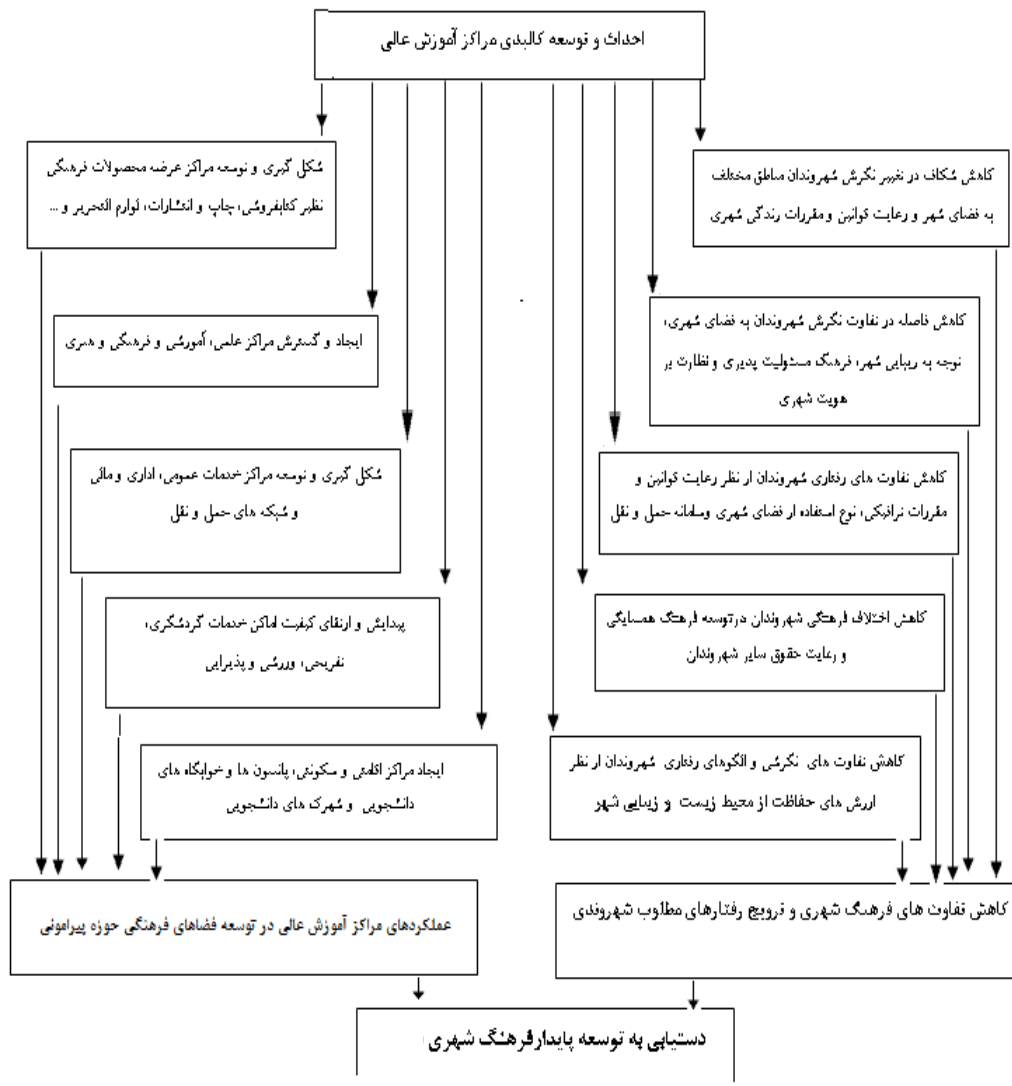 احداث و توسعه کالبدی مراکز آموزش عالی
کاهش شکاف در تغییر نگرش شهروندان مناطق مختلف
به فضای شهر و رعایت قوانین و مقررات زندگی شهری
شکل گیری و توسعه مراکز عرضه محصولات فرهنگی
نظیر کتابفروشی، چاپ و انتشارات، لوازم التحریر و ...
کاهش فاصله در تفاوت نگرش شهروندان به فضای شهری،
توجه به زیبایی شهر، فرهنگ مسئولیت پذیری و نظارت بر
هویت شهری
ایجاد و گسترش مراکز علمی، آموزشی و فرهنگی و هنری
کاهش تفاوت های رفتاری شهروندان از نظر رعایت قوانین و
مقررات ترافیکی، نوع استفاده از فضای شهری وسامانه حمل و نقل
شکل گیری و توسعه مراکز خدمات عمومی، اداری و مالی
و شبکه های حمل و نقل
کاهش اختلاف فرهنگی شهروندان درتوسعه فرهنگ همسایگی
و رعایت حقوق سایر شهروندان
پیدایش و ارتقای کیفیت اماکن خدمات گردشگری،
تفریحی، ورزشی و پذیرایی
کاهش تفاوت های نگرشی و الگوهای رفتاری شهروندان از نظر
ارزش های حفاظت از محیط زیست و زیبایی شهر
ایجاد مراکز اقامتی و سکونتی، پانسون ها و خوابگاه های
دانشجویی و شهرک های دانشجویی
کاهش تفاوت های فرهنگ شهری و ترویج رفتارهای مطلوب شهروندی
عملکردهای مراکز آموزش عالی در توسعه فضاهای فرهنگی حوزه پیرامونی
دستیابی به توسعه پایدارفرهنگ شهری